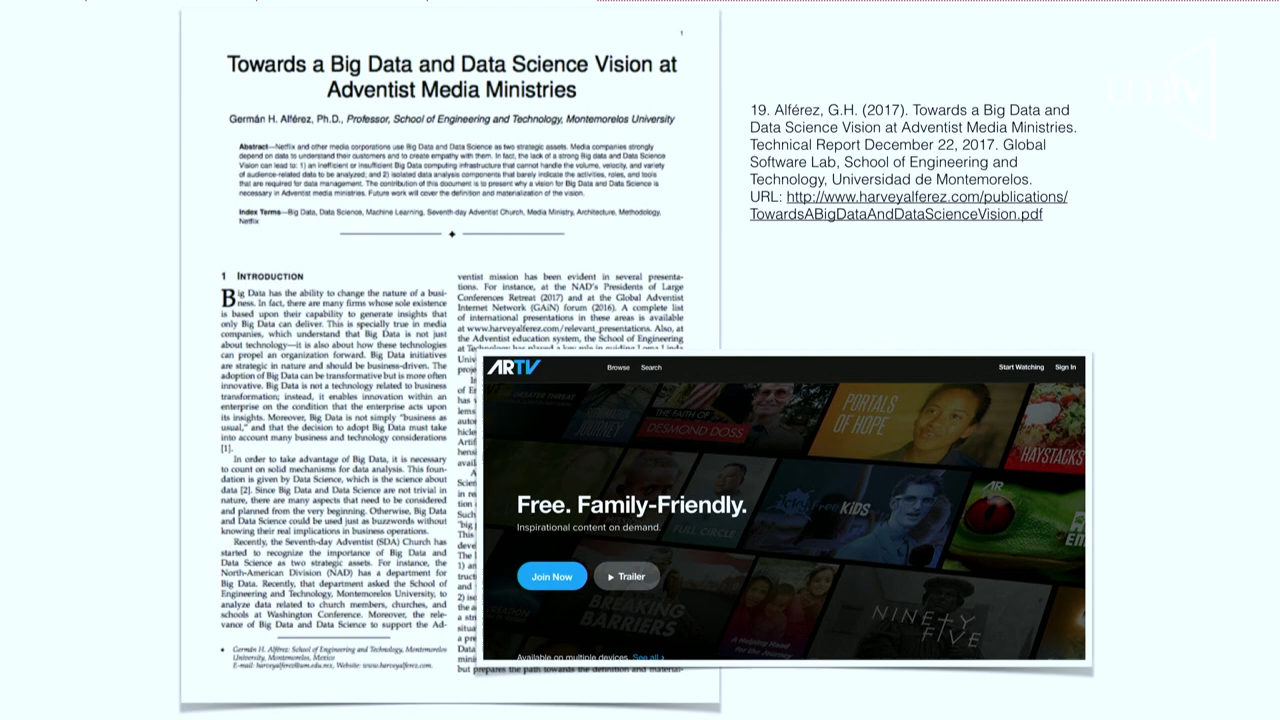 1
Towards a Big Data and Data Science Vision at
Adventist Media Ministries
Germán H. Alférez, Ph.D., Professor, School of Engineering and Technology, Montemorelos University
Abstract—Netflix and other media corporations use Big Data and Data Science as two strategic assets. Media companies strongly
depend on data to understand their customers and to create empathy with them. In fact, the lack of a strong Big data and Data Science
Vision can lead to: 1) an inefficient or insufficient Big Data computing infrastructure that cannot handle the volume, velocity, and variety
of audience-related data to be analyzed; and 2) isolated data analysis components that barely indicate the activities, roles, and tools
that are required for data management. The contribution of this document is to present why a vision for Big Data and Data Science is
necessary in Adventist media ministries. Future work will cover the definition and materialization of the vision.
Index Terms—Big Data, Data Science, Machine Learning, Seventh-day Adventist Church, Media Ministry, Architecture, Methodology,
Netflix
1 INTRODUCTION
Big Data has the ability to change the nature of a busi-
ness. In fact, there are many firms whose sole existence
is based upon their capability to generate insights that
only Big Data can deliver. This is specially true in media
companies, which understand that Big Data is not just
about technology—it is also about how these technologies
can propel an organization forward. Big Data initiatives
are strategic in nature and should be business-driven. The
adoption of Big Data can be transformative but is more often
innovative. Big Data is not a technology related to business
transformation; instead, it enables innovation within an
enterprise on the condition that the enterprise acts upon
its insights. Moreover, Big Data is not simply "business as
usual," and that the decision to adopt Big Data must take
into account many business and technology considerations
[1].
In order to take advantage of Big Data, it is necessary
to count on solid mechanisms for data analysis. This foun-
dation is given by Data Science, which is the science about
data [2]. Since Big Data and Data Science are not trivial in
nature, there are many aspects that need to be considered
and planned from the very beginning. Otherwise, Big Data
and Data Science could be used just as buzzwords without
knowing their real implications in business operations.
Recently, the Seventh-day Adventist (SDA) Church has
started to recognize the importance of Big Data and
Data Science as two strategic assets. For instance, the
North-American Division (NAD) has a department for
Big Data. Recently, that department asked the School of
Engineering and Technology, Montemorelos University, to
analyze data related to church members, churches, and
schools at Washington Conference. Moreover, the rele-
vance of Big Data and Data Science to support the Ad-
• Germán H. Alférez: School of Engineering and Technology, Montemorelos
University, Montemorelos, Mexico
E-mail: harveyalferez@um.edu.mx, Website: www.harveyalferez.com.
ventist mission has been evident in several presenta-
tions. For instance, at the NAD's Presidents of Large
Conferences Retreat (2017) and at the Global Adventist
Internet Network (GAiN) forum (2016). A complete list
of international presentations in these areas is available
at www.harveyalferez.com/relevant_presentations. Also, at
the Adventist education system, the School of Engineering
but prepares the path towards the definition and material-
19. Alférez, G.H. (2017). Towards a Big Data and
Data Science Vision at Adventist Media Ministries.
Technical Report December 22, 2017. Global
Software Lab, School of Engineering and
Technology, Universidad de Montemorelos.
URL: http://www.harveyalferez.com/publications/
TowardsABigDataAndDataScienceVision.pdf
ARTV Browse Search Start Watching Sign In
JOURNEY
THE FAITH OF
DESMOND DOSS
PORTALS
OF HOPE
HAYSTACKS
Free. Family-Friendly.
Inspirational content on demand.
KiDS
AR
FULL CIRCLE
Join Now Trailer
BREAKING
BARRIERS
A Helping Hand
For the Journey
NINETY
FIVE
Available on multiple devices. See all ›